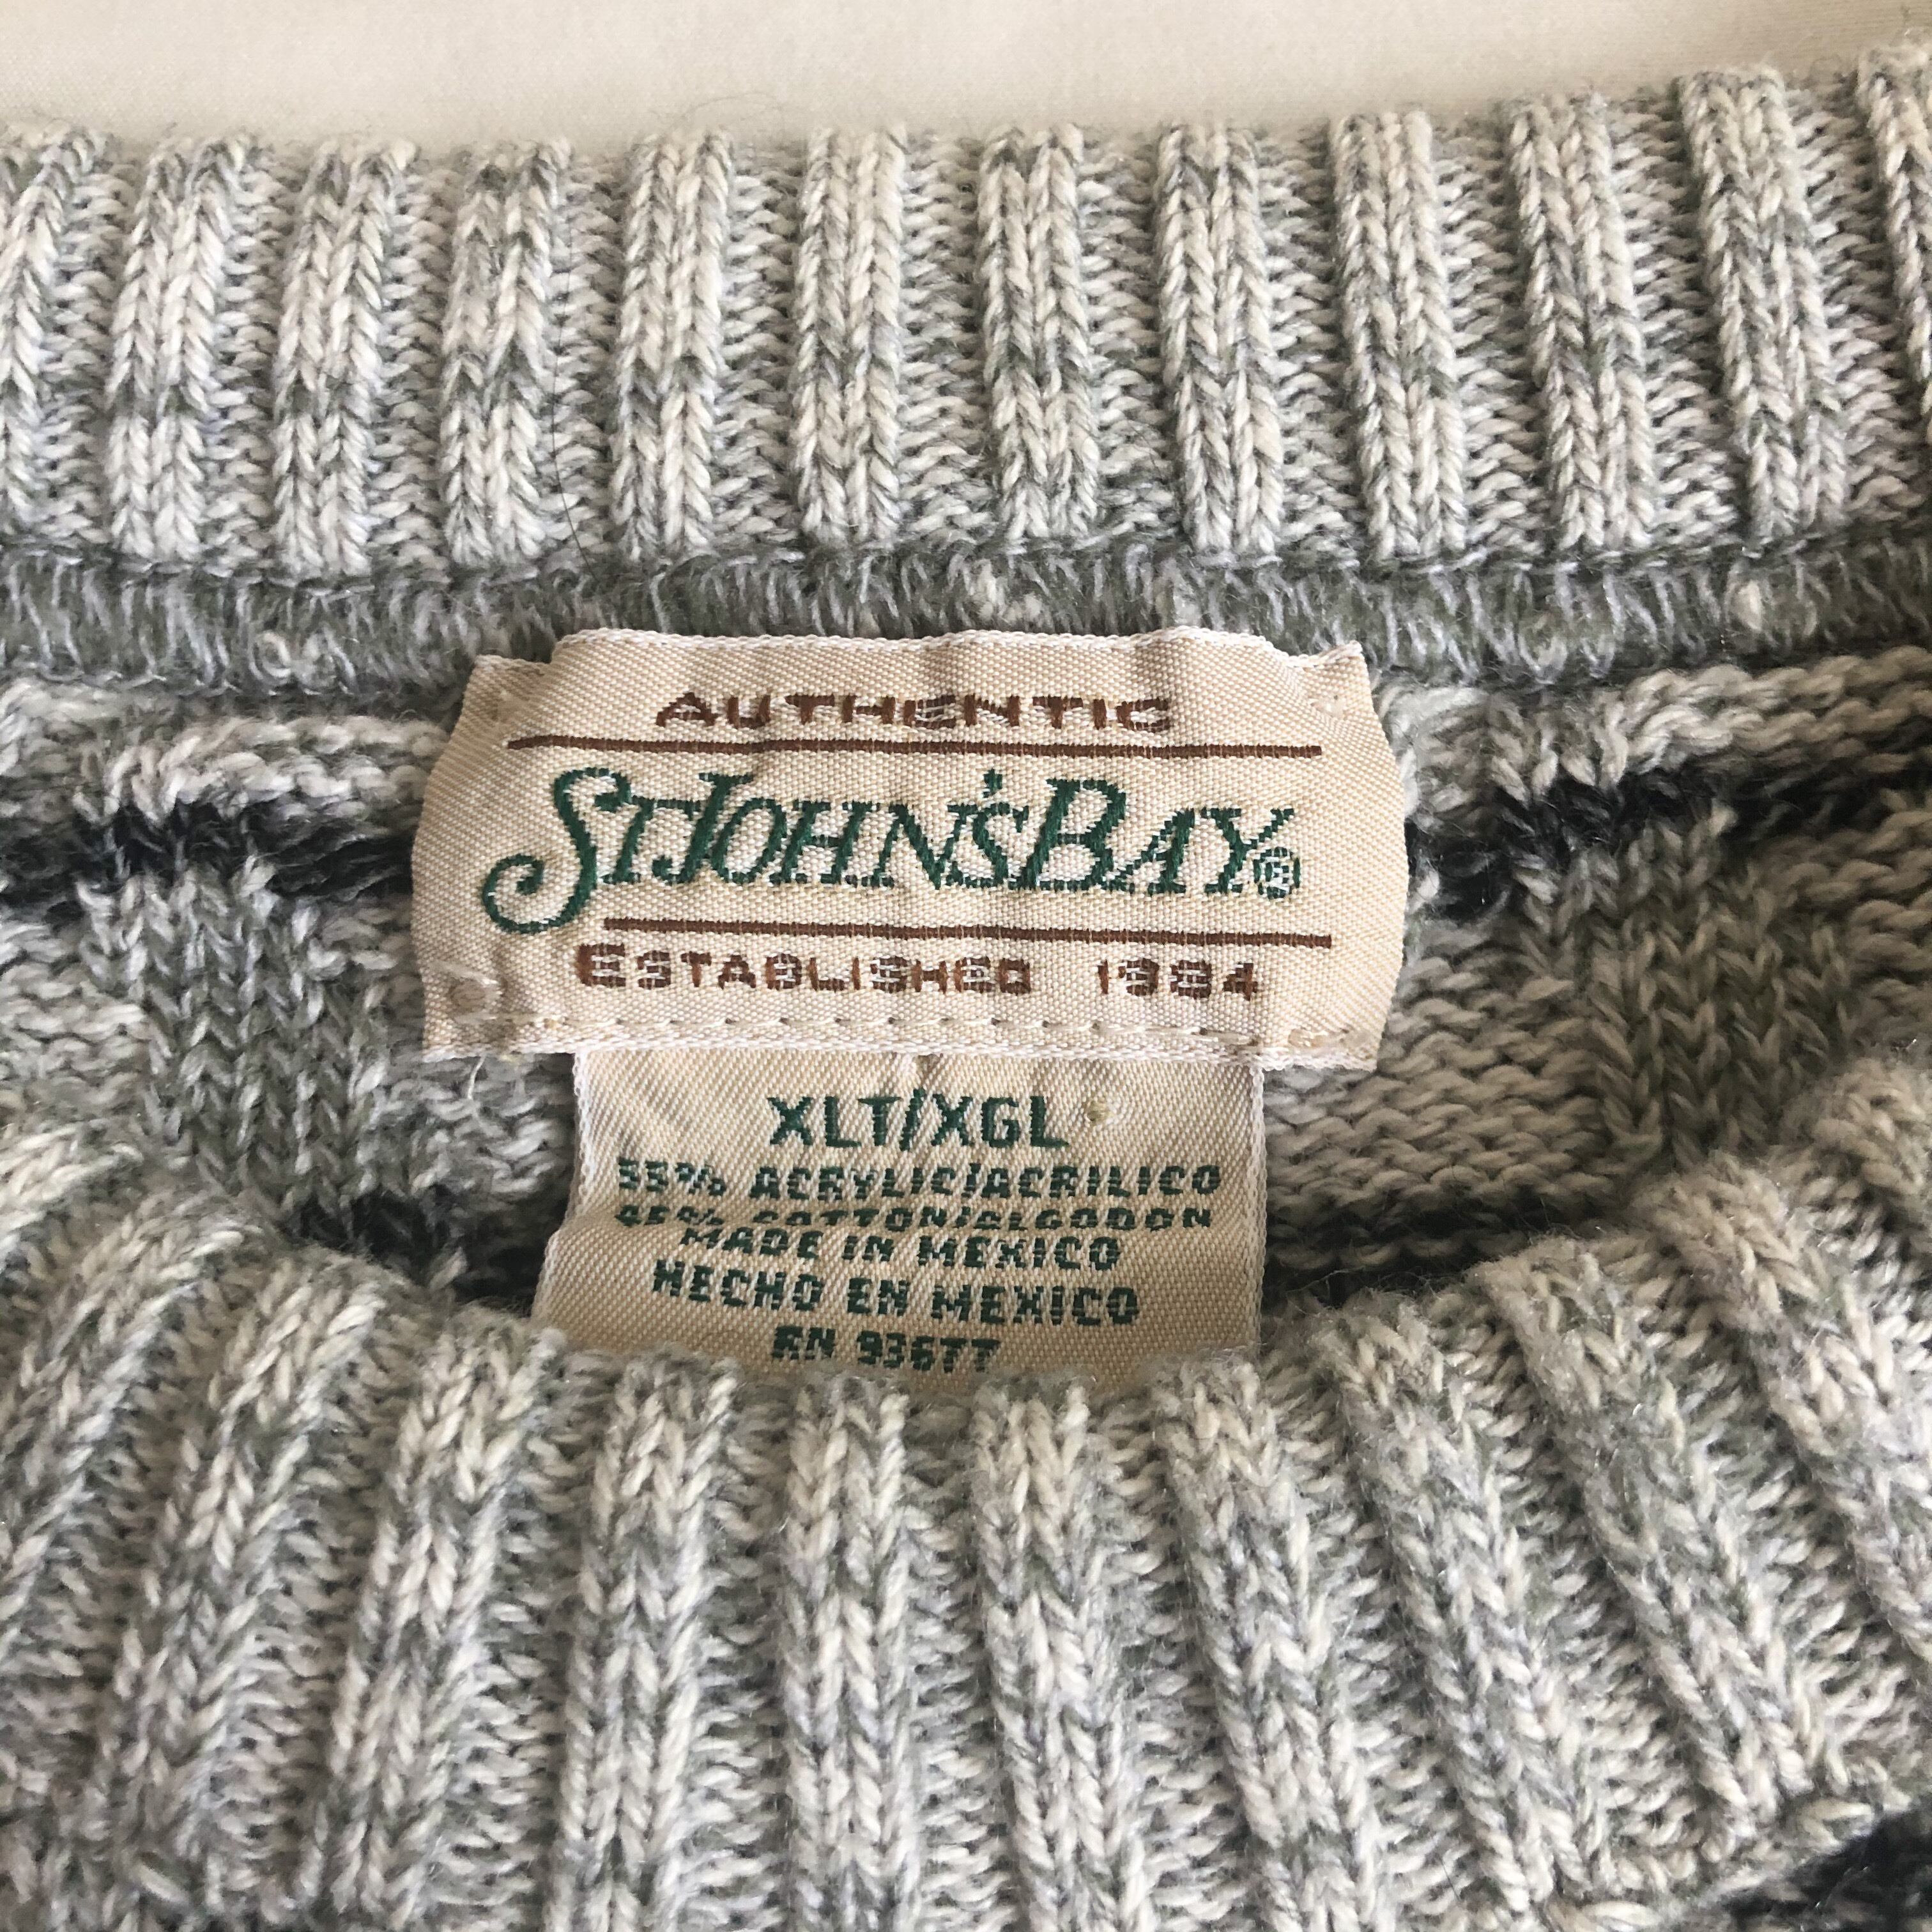 AUTHENTIC
ST JOHN'S BAY®
ESTABLISHED 1984
XLT/XGL
55% ACRYLIC/ACRILICO
45% COTTON/ALGODON
MADE IN MEXICO
HECHO EN MEXICO
RN 93677